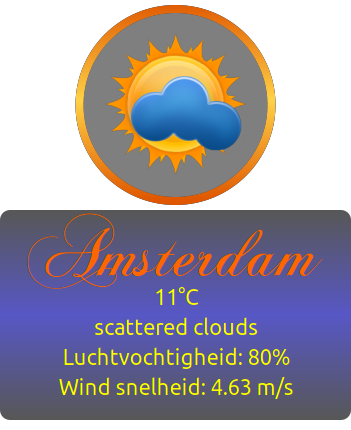 Amsterdam
11°C
scattered clouds
Luchtvochtigheid: 80%
Wind snelheid: 4.63 m/s